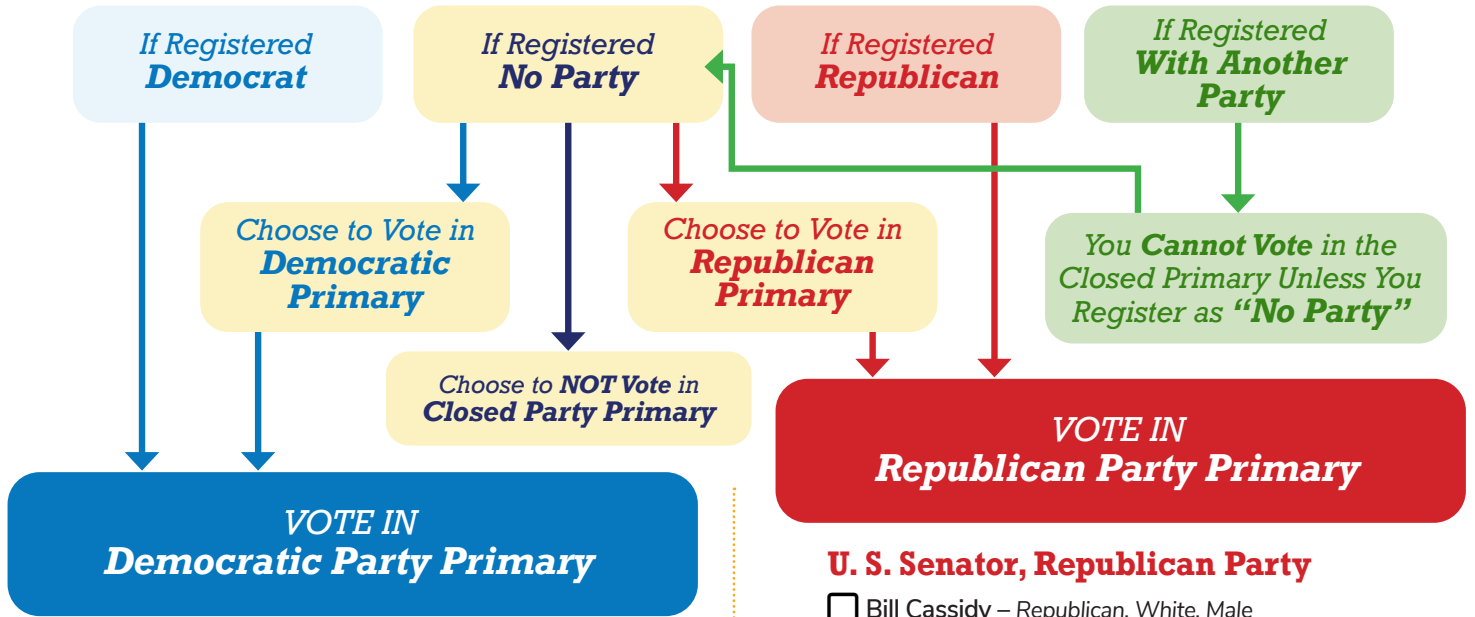 If Registered
Democrat
If Registered
No Party
If Registered
Republican
If Registered
With Another
Party
Choose to Vote in
Democratic
Primary
Choose to Vote in
Republican
Primary
You Cannot Vote in the
Closed Primary Unless You
Register as “No Party”
Choose to NOT Vote in
Closed Party Primary
VOTE IN
Republican Party Primary
VOTE IN
Democratic Party Primary
U. S. Senator, Republican Party
Bill Cassidy – Republican, White, Male